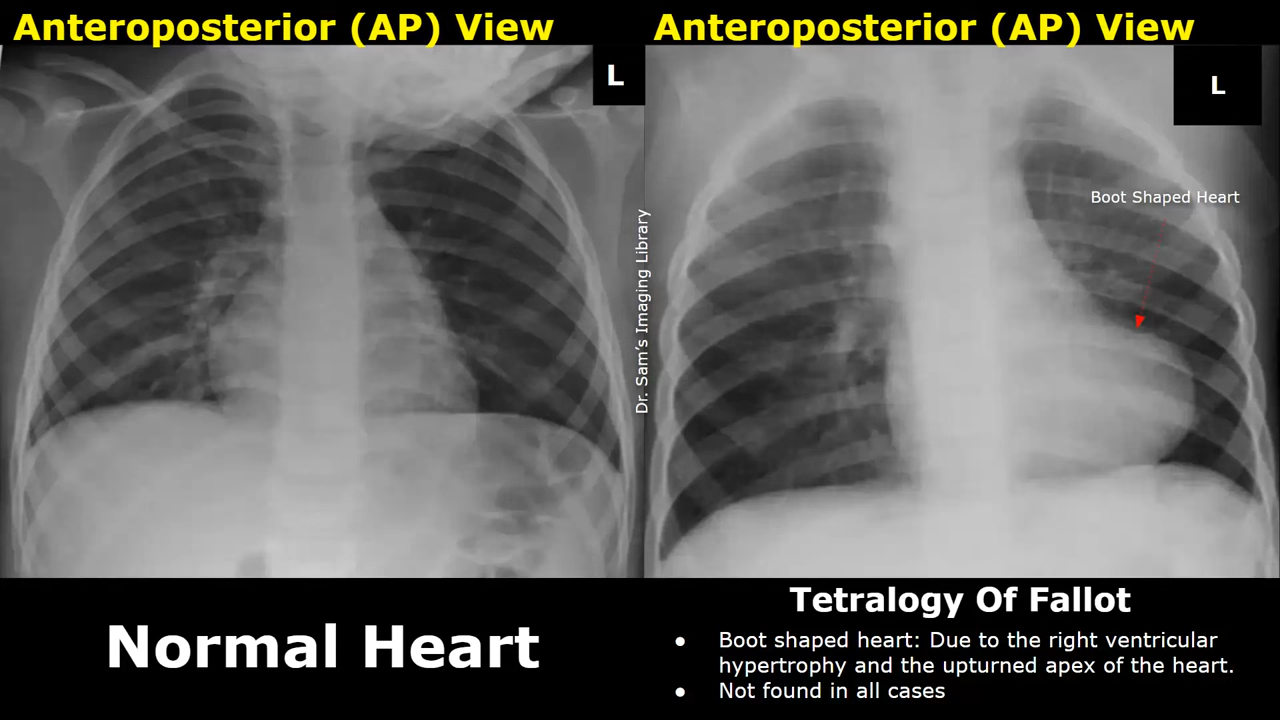 Anteroposterior (AP) View
L
Normal Heart
Dr. Sam's Imaging Library
Anteroposterior (AP) View
L
Boot Shaped Heart
Tetralogy Of Fallot
• Boot shaped heart: Due to the right ventricular
hypertrophy and the upturned apex of the heart.
• Not found in all cases